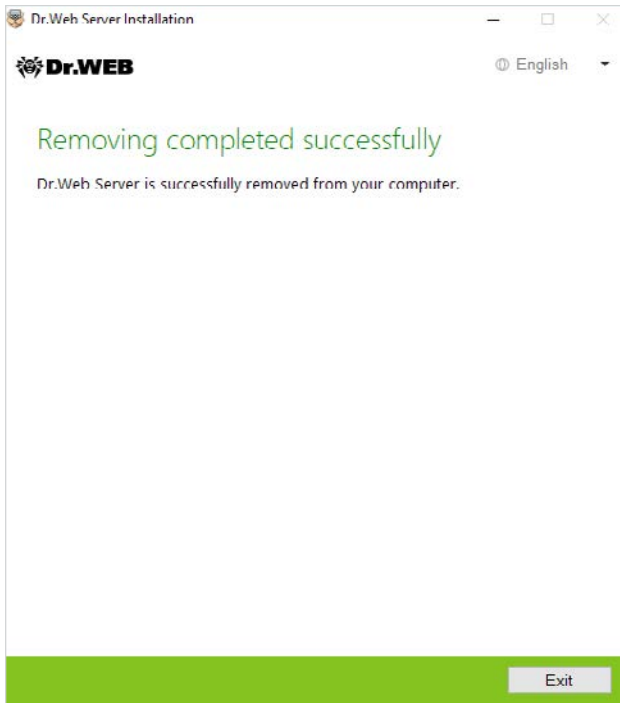 Dr.Web Server Installation
Dr.WEB
English
Removing completed successfully
Dr.Web Server is successfully removed from your computer.
Exit